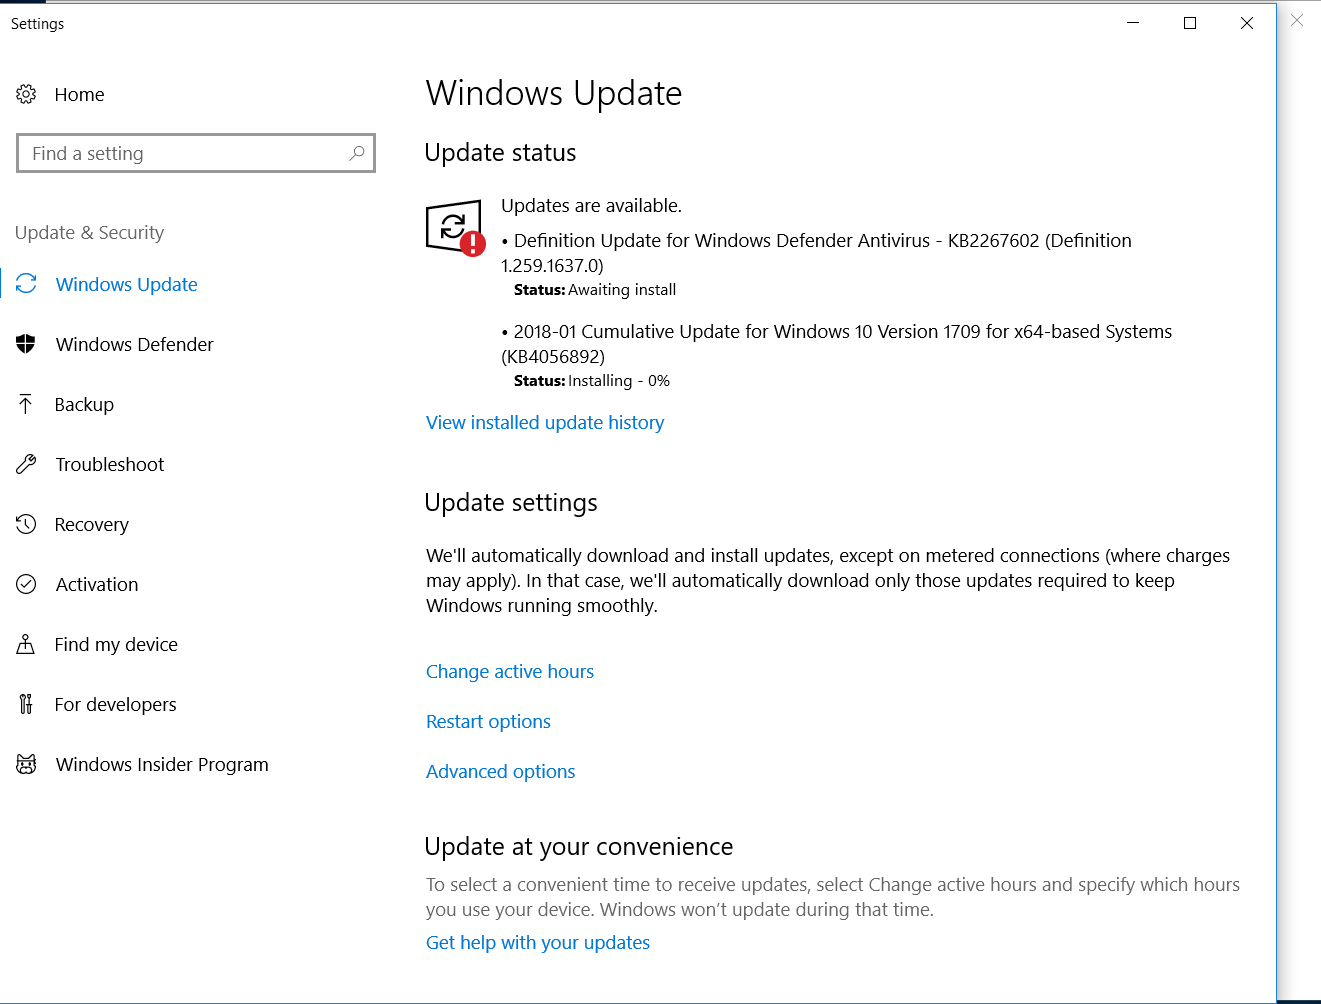 Settings
Home
Find a setting
Update & Security
Windows Update
Windows Defender
Backup
Troubleshoot
Recovery
Activation
Find my device
For developers
Windows Insider Program
Windows Update
Update status
Updates are available.
• Definition Update for Windows Defender Antivirus - KB2267602 (Definition
1.259.1637.0)
Status: Awaiting install
• 2018-01 Cumulative Update for Windows 10 Version 1709 for x64-based Systems
(KB4056892)
Status: Installing - 0%
View installed update history
Update settings
We'll automatically download and install updates, except on metered connections (where charges
may apply). In that case, we'll automatically download only those updates required to keep
Windows running smoothly.
Change active hours
Restart options
Advanced options
Update at your convenience
To select a convenient time to receive updates, select Change active hours and specify which hours
you use your device. Windows won’t update during that time.
Get help with your updates